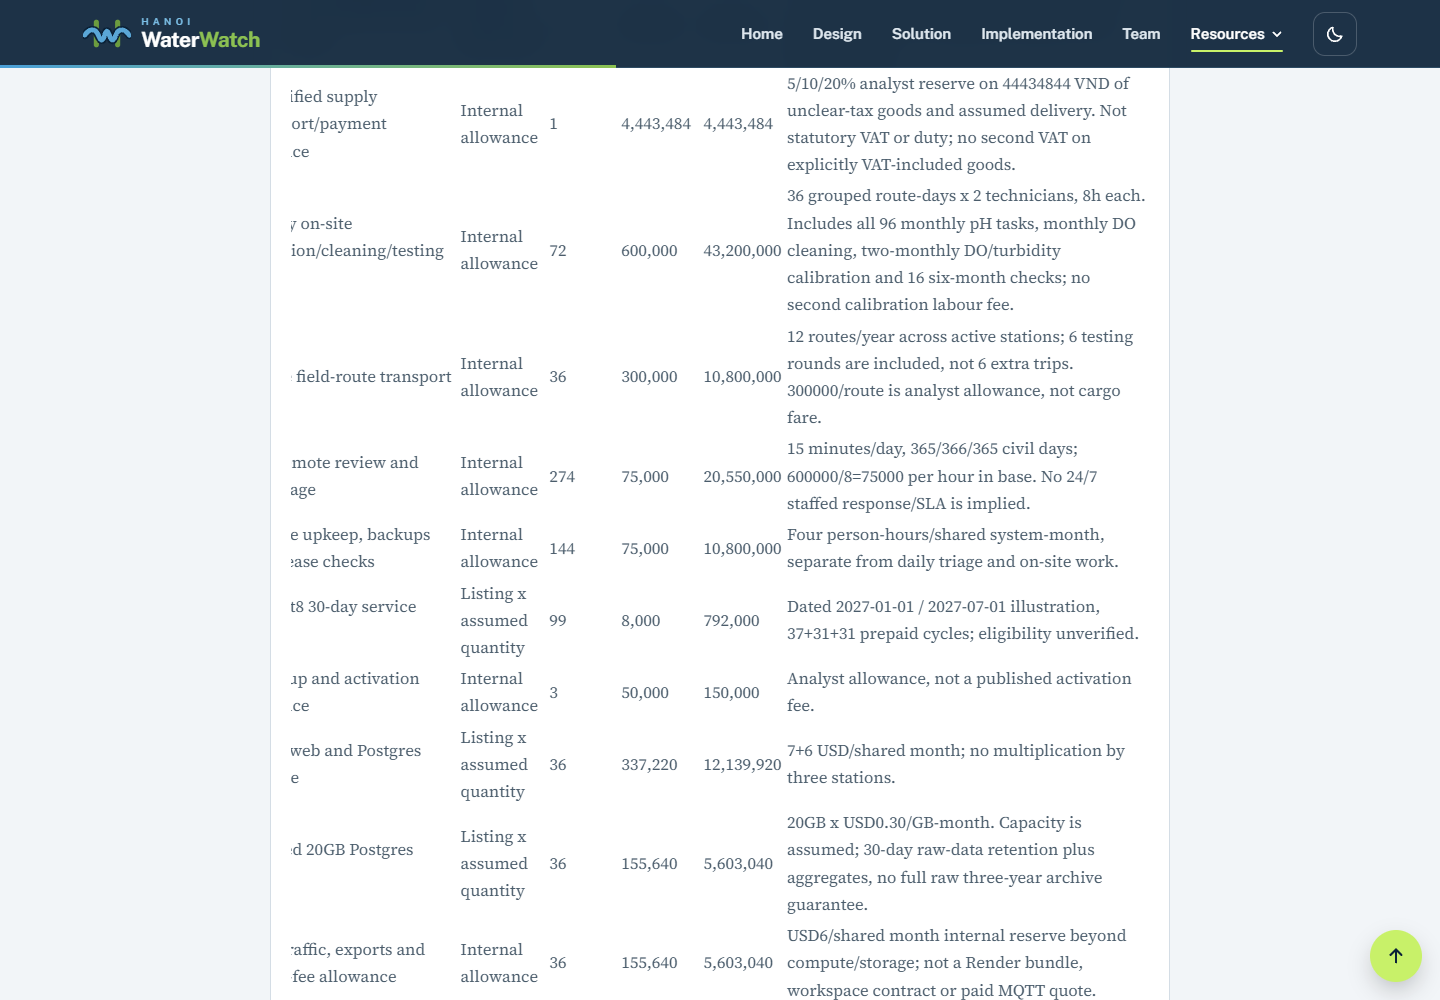 HANOI
WaterWatch
Home Design Solution Implementation Team Resources
ified supply
ort/payment
ce
Internal
allowance
1
4,443,484
4,443,484
5/10/20% analyst reserve on 44434844 VND of
unclear-tax goods and assumed delivery. Not
statutory VAT or duty; no second VAT on
explicitly VAT-included goods.
y on-site
ion/cleaning/testing
Internal
allowance
72
600,000
43,200,000
36 grouped route-days x 2 technicians, 8h each.
Includes all 96 monthly pH tasks, monthly DO
cleaning, two-monthly DO/turbidity
calibration and 16 six-month checks; no
second calibration labour fee.
field-route transport
Internal
allowance
36
300,000
10,800,000
12 routes/year across active stations; 6 testing
rounds are included, not 6 extra trips.
300000/route is analyst allowance, not cargo
fare.
mote review and
age
Internal
allowance
274
75,000
20,550,000
15 minutes/day, 365/366/365 civil days;
600000/8=75000 per hour in base. No 24/7
staffed response/SLA is implied.
e upkeep, backups
ease checks
Internal
allowance
144
75,000
10,800,000
Four person-hours/shared system-month,
separate from daily triage and on-site work.
t8 30-day service
Listing x
assumed
quantity
99
8,000
792,000
Dated 2027-01-01 / 2027-07-01 illustration,
37+31+31 prepaid cycles; eligibility unverified.
up and activation
ce
Internal
allowance
3
50,000
150,000
Analyst allowance, not a published activation
fee.
web and Postgres
e
Listing x
assumed
quantity
36
337,220
12,139,920
7+6 USD/shared month; no multiplication by
three stations.
ed 20GB Postgres
Listing x
assumed
quantity
36
155,640
5,603,040
20GB x USD0.30/GB-month. Capacity is
assumed; 30-day raw-data retention plus
aggregates, no full raw three-year archive
guarantee.
raffic, exports and
fee allowance
Internal
allowance
36
155,640
5,603,040
USD6/shared month internal reserve beyond
compute/storage; not a Render bundle,
workspace contract or paid MQTT quote.